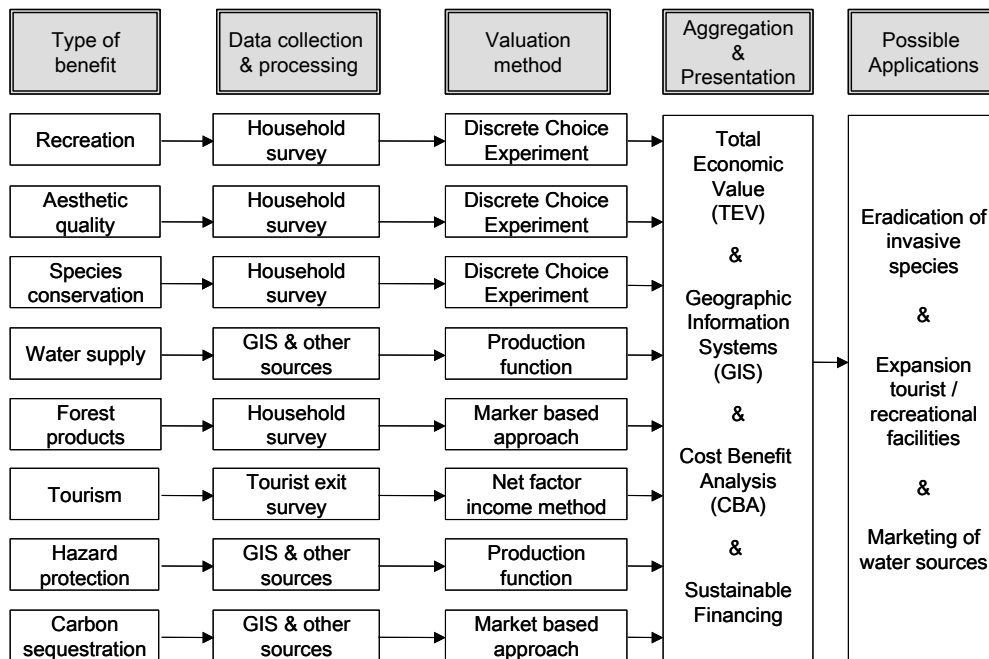 Type of
benefit
Data collection
& processing
Valuation
method
Aggregation
&
Presentation
Possible
Applications
Recreation
Household
survey
Discrete Choice
Experiment
Aesthetic
quality
Household
survey
Discrete Choice
Experiment
Species
conservation
Household
survey
Discrete Choice
Experiment
Water supply
GIS & other
sources
Production
function
Forest
products
Household
survey
Marker based
approach
Tourism
Tourist exit
survey
Net factor
income method
Hazard
protection
GIS & other
sources
Production
function
Carbon
sequestration
GIS & other
sources
Market based
approach
Total
Economic
Value
(TEV)
&
Geographic
Information
Systems
(GIS)
&
Cost Benefit
Analysis
(CBA)
&
Sustainable
Financing
Eradication of
invasive
species
&
Expansion
tourist /
recreational
facilities
&
Marketing of
water sources